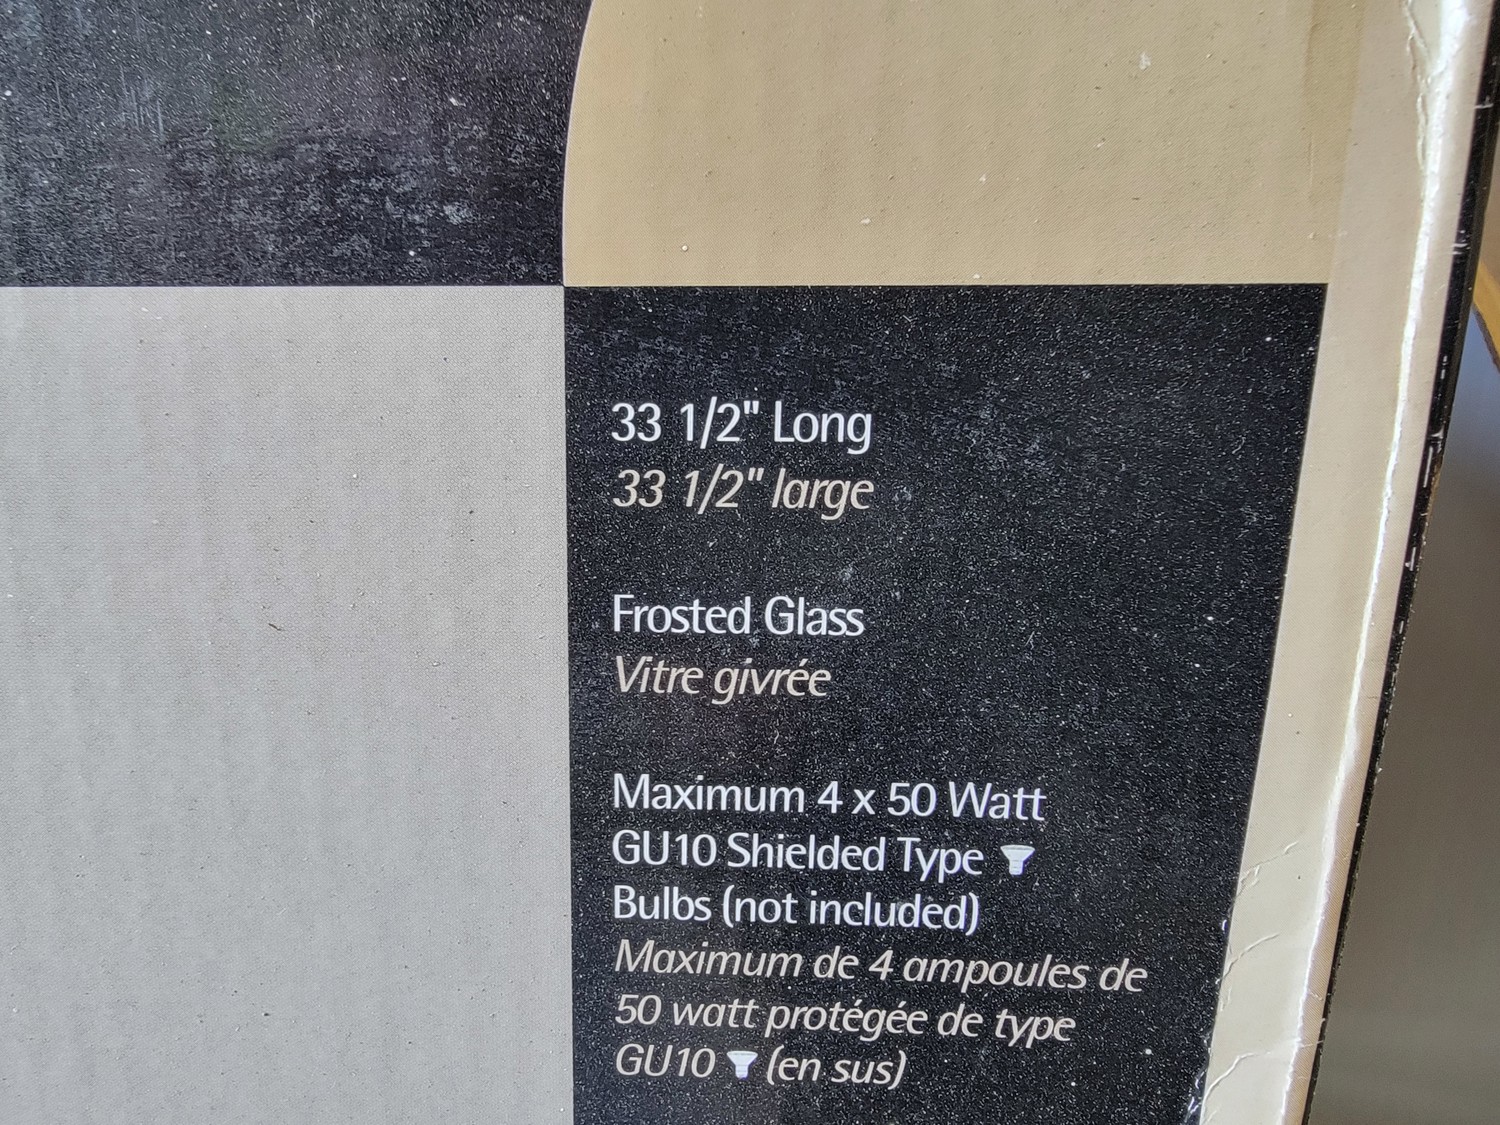 33 1/2" Long
33 1/2" large
Frosted Glass
Vitre givrée
Maximum 4 x 50 Watt
GU10 Shielded Type
Bulbs (not included)
Maximum de 4 ampoules de
50 watt protégée de type
GU10 (en sus)